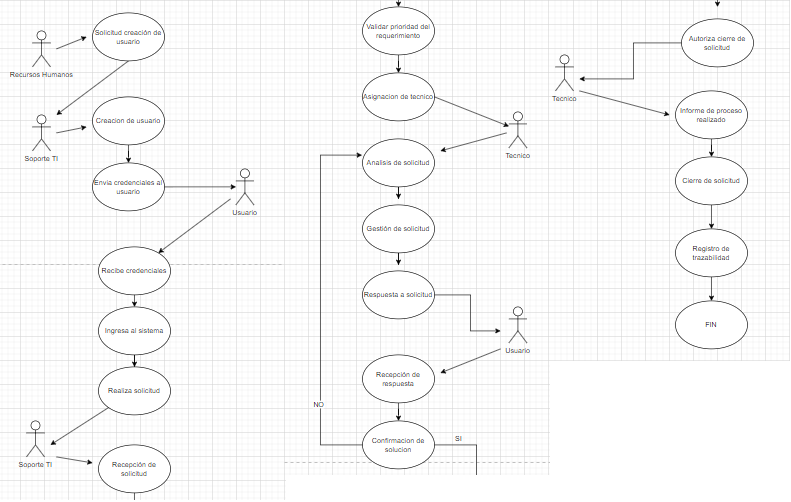 Solicitud creación de
usuario
Recursos Humanos
Creacion de usuario
Soporte TI
Envia credenciales al
usuario
Usuario
Recibe credenciales
Ingresa al sistema
Realiza solicitud
Soporte TI
Recepción de
solicitud
Validar prioridad del
requerimiento
Asignacion de tecnico
Tecnico
Analisis de solicitud
Gestión de solicitud
Respuesta a solicitud
Usuario
Recepción de
respuesta
NO
Confirmacion de
solucion
SI
Autoriza cierre de
solicitud
Tecnico
Informe de proceso
realizado
Cierre de solicitud
Registro de
trazabilidad
FIN